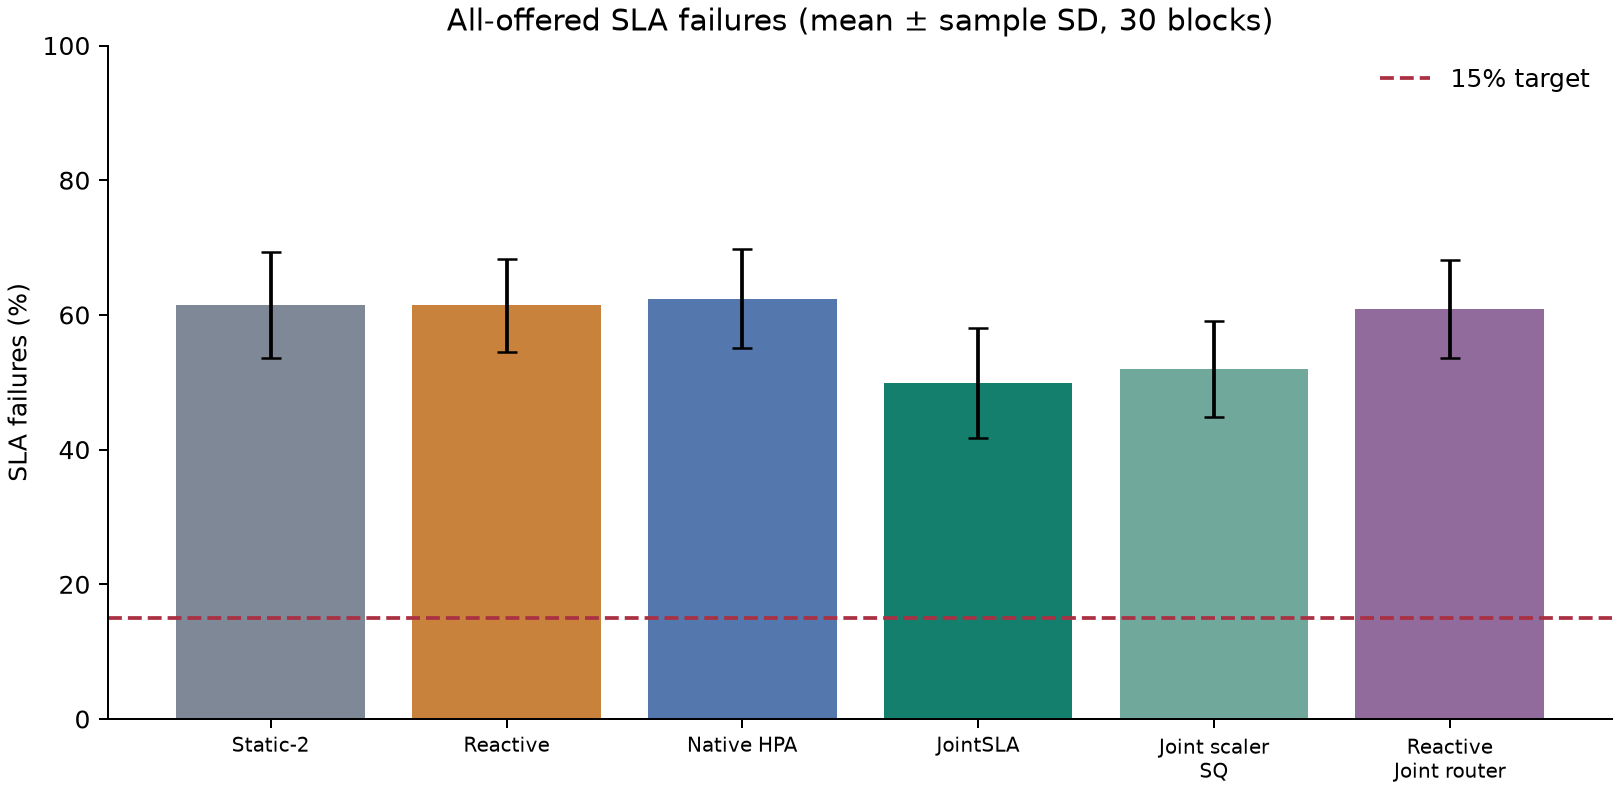 All-offered SLA failures (mean ± sample SD, 30 blocks)
15% target
SLA failures (%)
100
80
60
40
20
0
Static-2
Reactive
Native HPA
JointSLA
Joint scaler
SQ
Reactive
Joint router